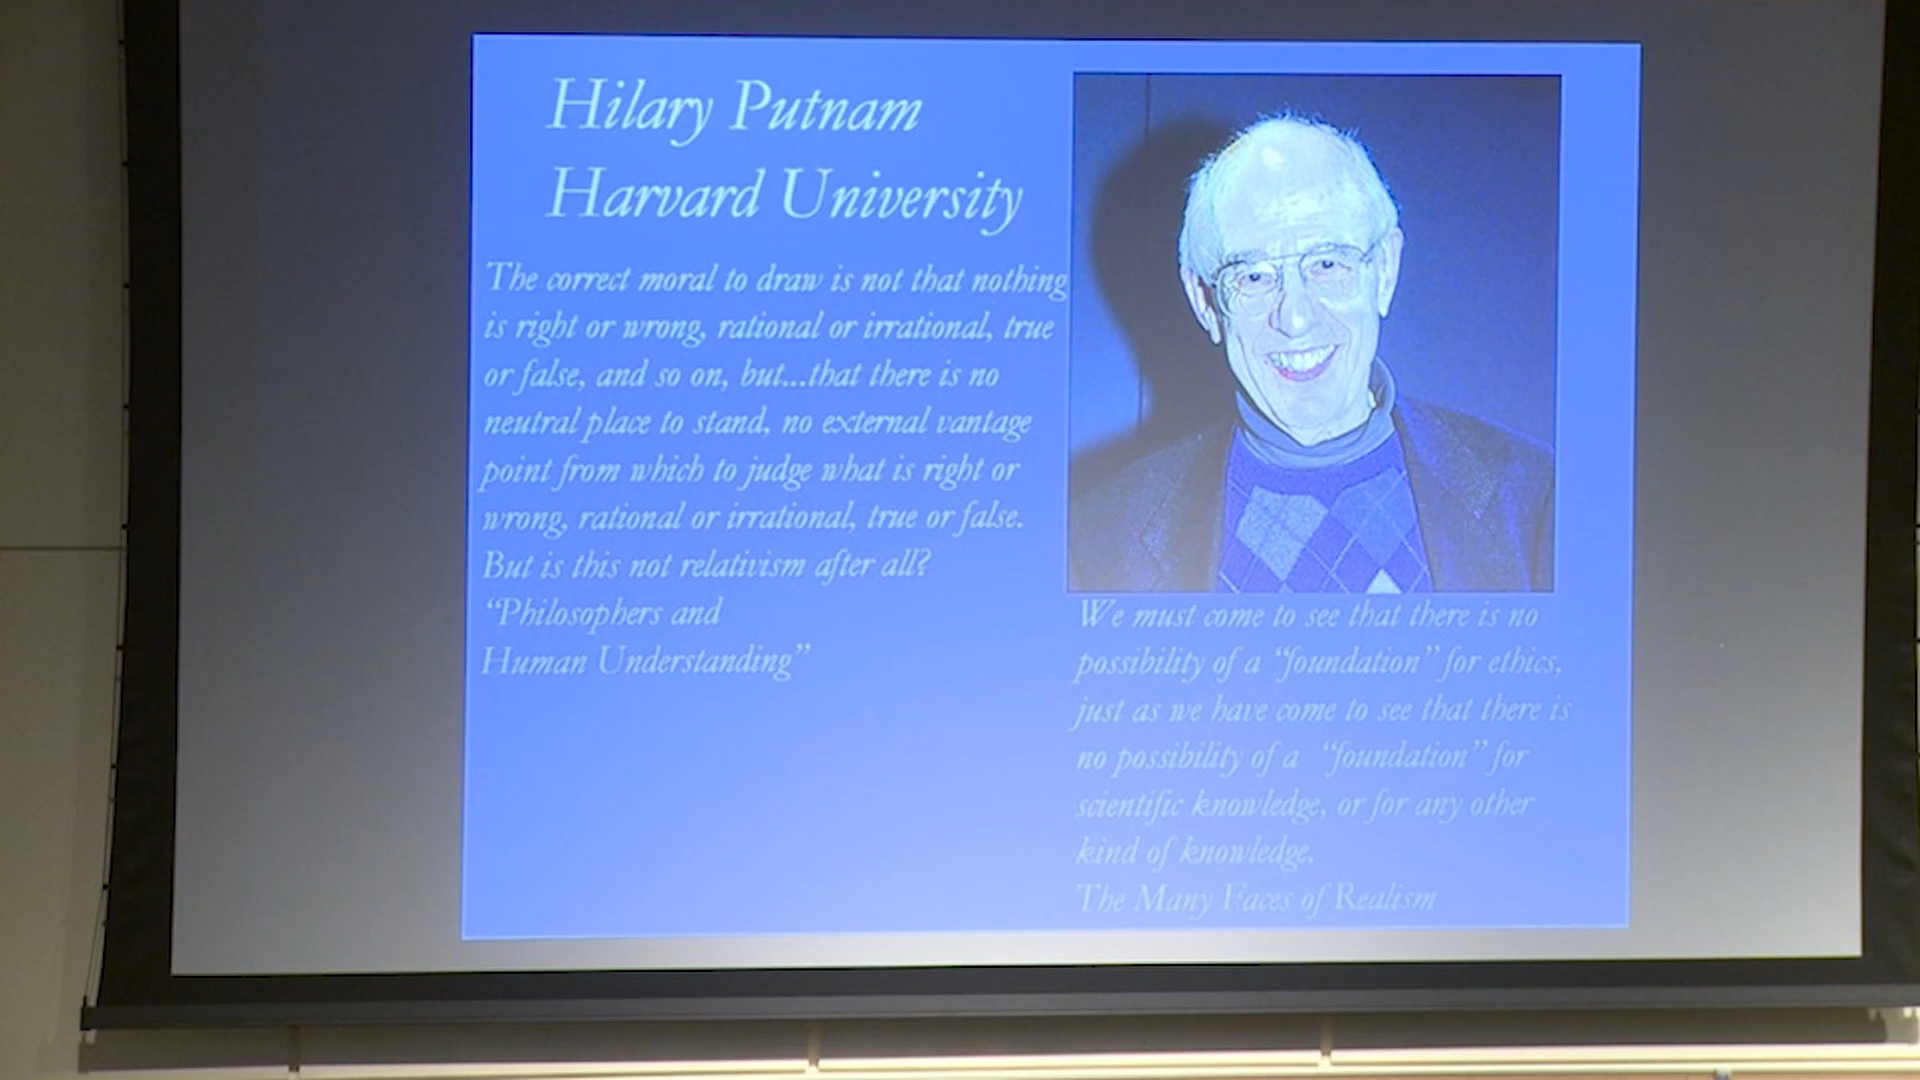 Hilary Putnam
Harvard University
The correct moral to draw is not that nothing
is right or wrong, rational or irrational, true
or false, and so on, but...that there is no
neutral place to stand, no external vantage
point from which to judge what is right or
wrong, rational or irrational, true or false.
But is this not relativism after all?
“Philosophers and
Human Understanding”
We must come to see that there is no
possibility of a “foundation” for ethics,
just as we have come to see that there is
no possibility of a “foundation” for
scientific knowledge, or for any other
kind of knowledge.
The Many Faces of Realism